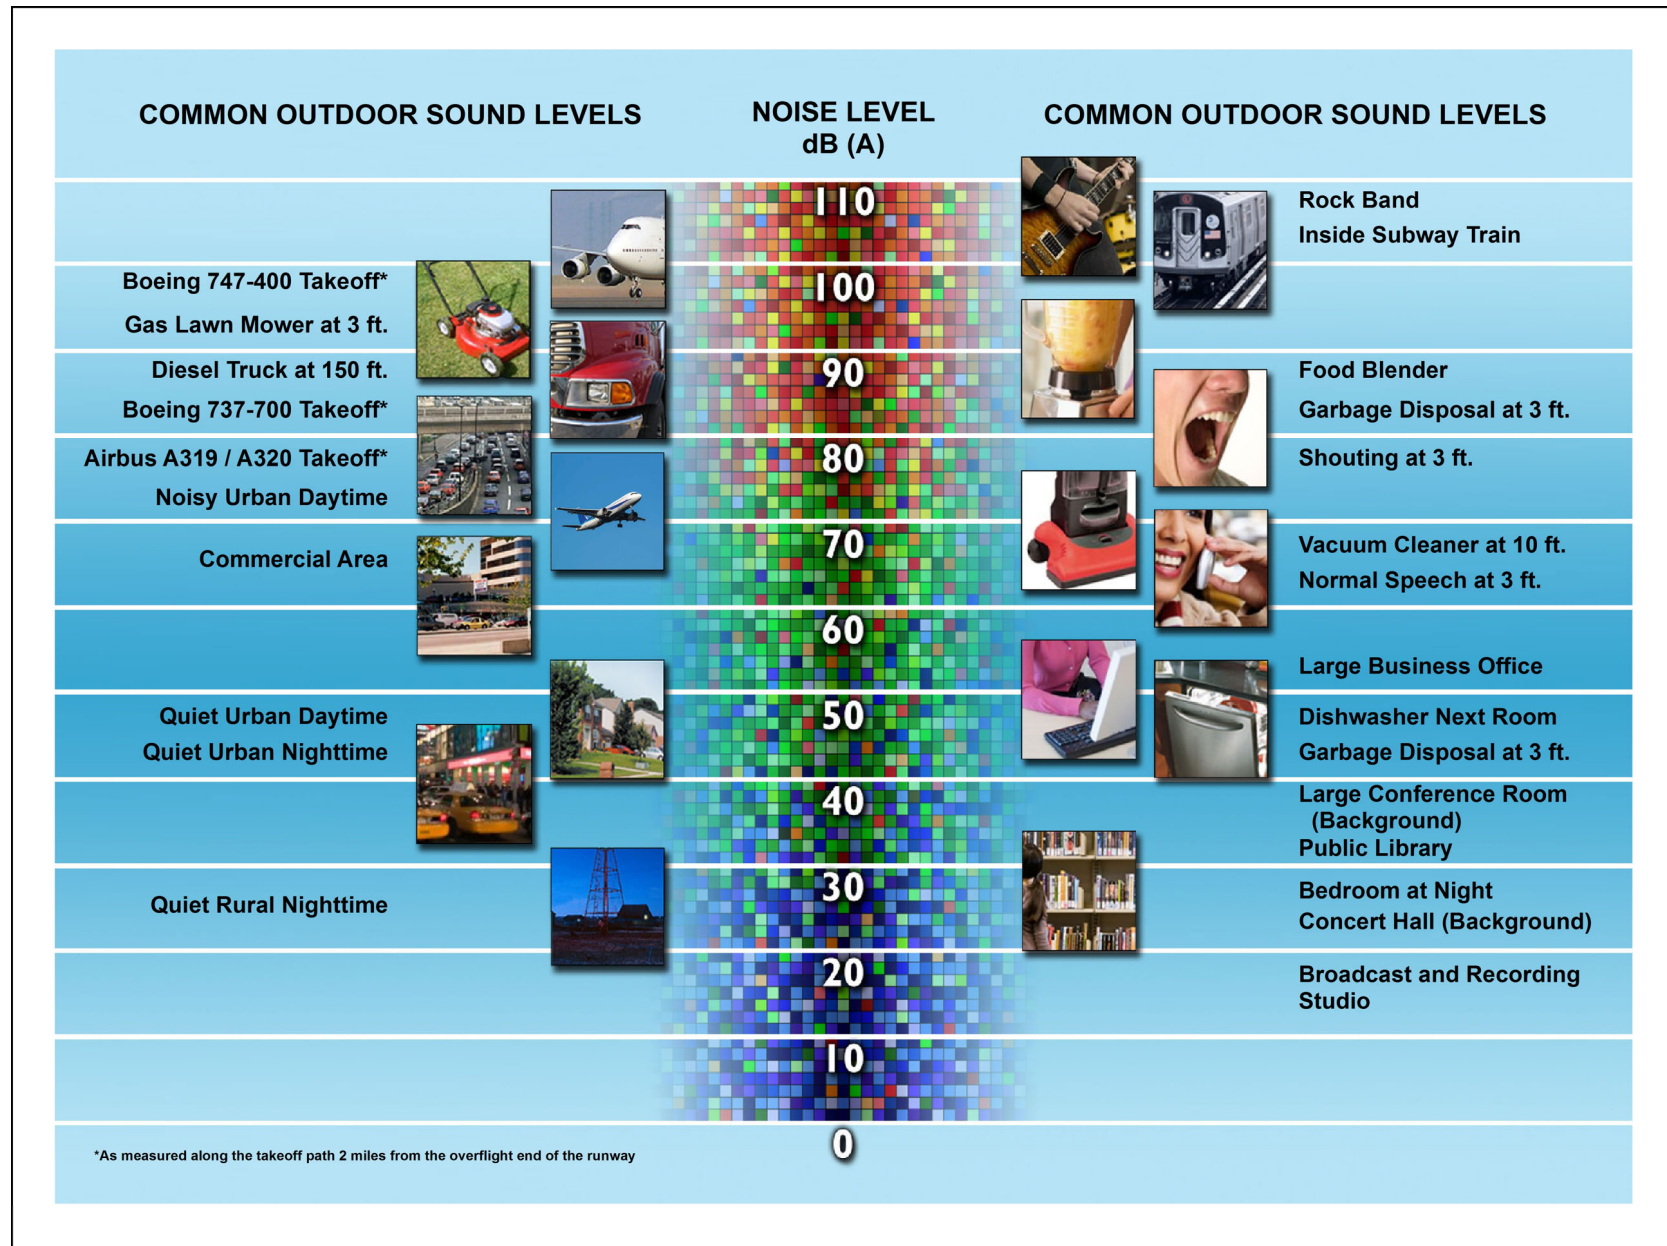 COMMON OUTDOOR SOUND LEVELS
NOISE LEVEL
dB (A)
COMMON OUTDOOR SOUND LEVELS
110
Rock Band
Inside Subway Train
Boeing 747-400 Takeoff*
Gas Lawn Mower at 3 ft.
100
Diesel Truck at 150 ft.
Boeing 737-700 Takeoff*
90
Food Blender
Garbage Disposal at 3 ft.
Airbus A319 / A320 Takeoff*
Noisy Urban Daytime
80
Shouting at 3 ft.
Commercial Area
70
Vacuum Cleaner at 10 ft.
Normal Speech at 3 ft.
60
Large Business Office
Quiet Urban Daytime
Quiet Urban Nighttime
50
Dishwasher Next Room
Garbage Disposal at 3 ft.
40
Large Conference Room
(Background)
Public Library
Quiet Rural Nighttime
30
Bedroom at Night
Concert Hall (Background)
20
Broadcast and Recording
Studio
10
0
*As measured along the takeoff path 2 miles from the overflight end of the runway